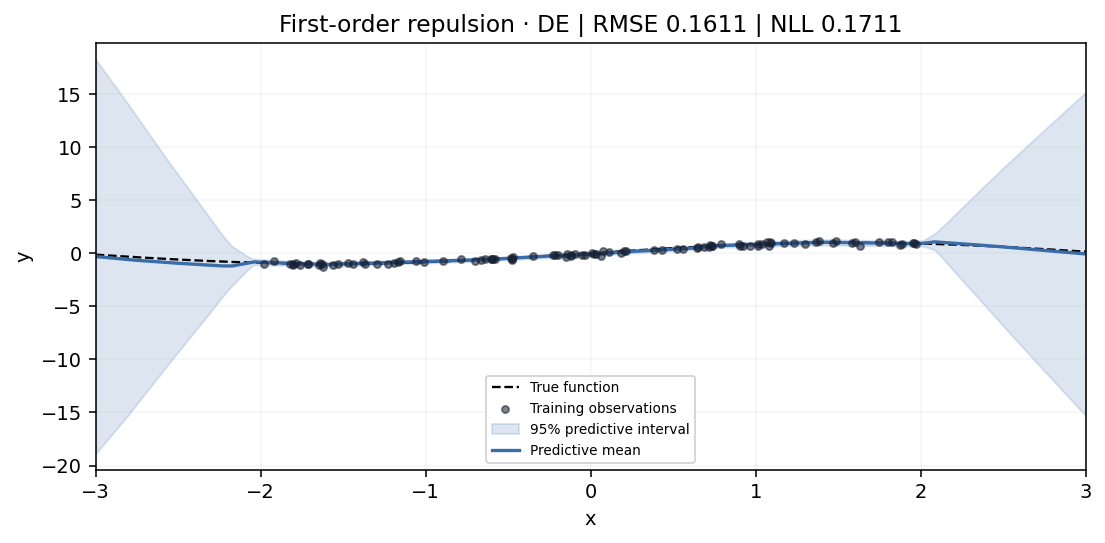 First-order repulsion · DE | RMSE 0.1611 | NLL 0.1711
15
10
5
0
−5
−10
−15
−20
y
True function
Training observations
95% predictive interval
Predictive mean
−3 −2 −1 0 1 2 3
x